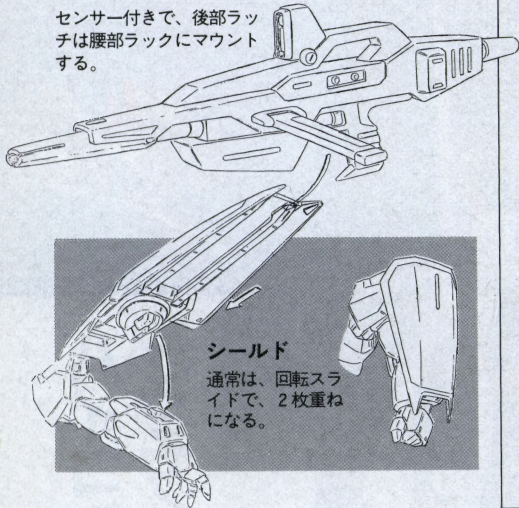 センサー付きで、後部ラッ
チは腰部ラックにマウント
する。
シールド
通常は、回転スラ
イドで、2枚重ね
になる。